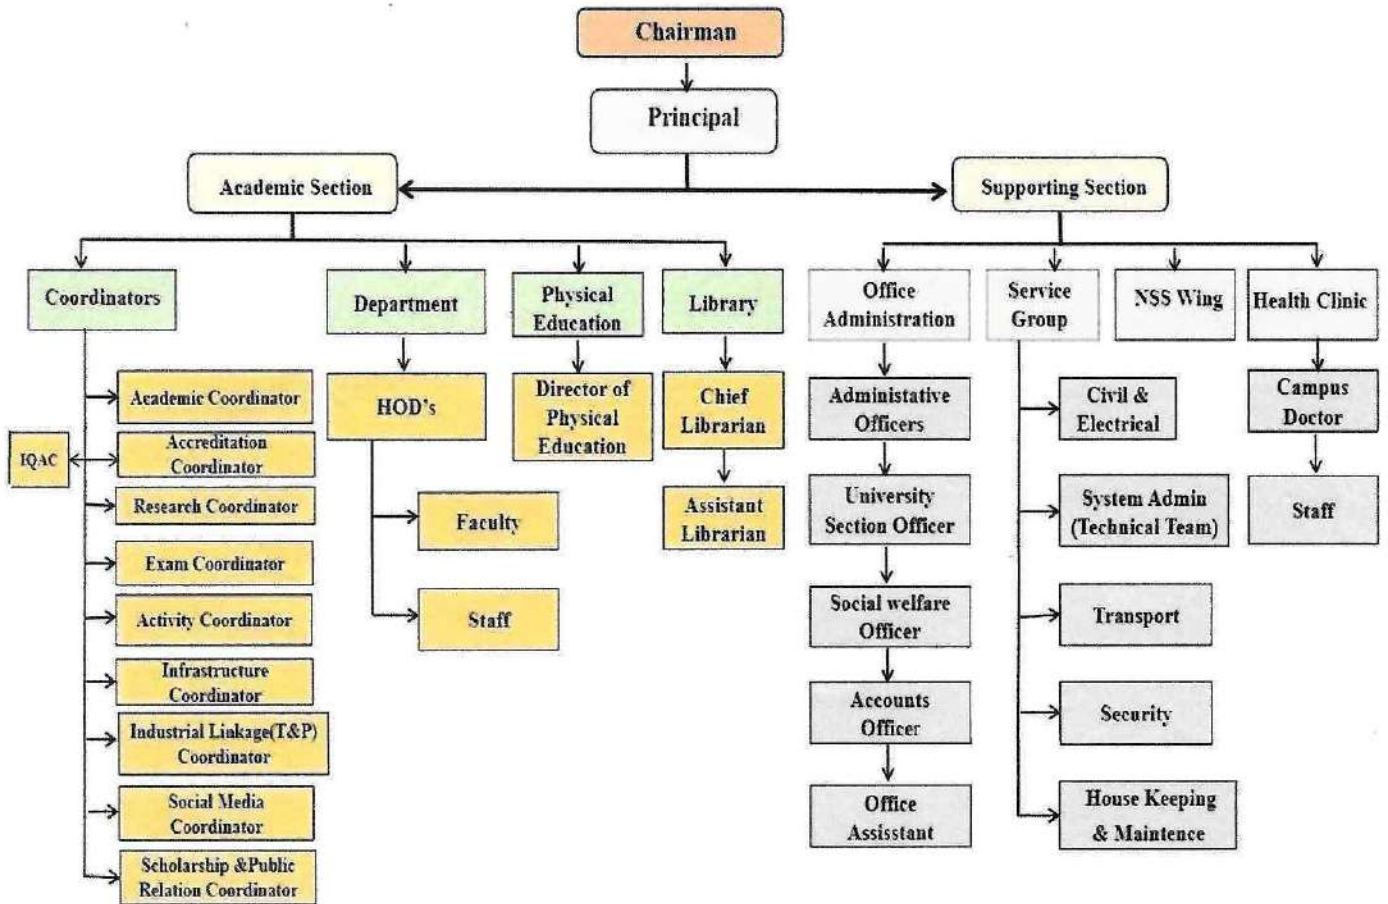 Chairman
Principal
Academic Section
Supporting Section
Coordinators
Department
Physical
Education
Library
Office
Administration
Service
Group
NSS Wing
Health Clinic
Academic Coordinator
IQAC
Accreditation
Coordinator
Research Coordinator
Exam Coordinator
Activity Coordinator
Infrastructure
Coordinator
Industrial Linkage(T&P)
Coordinator
Social Media
Coordinator
Scholarship &Public
Relation Coordinator
HOD's
Faculty
Staff
Director of
Physical
Education
Chief
Librarian
Assistant
Librarian
Administative
Officers
University
Section Officer
Social welfare
Officer
Accounts
Officer
Office
Assisstant
Civil &
Electrical
System Admin
(Technical Team)
Transport
Security
House Keeping
& Maintence
Campus
Doctor
Staff